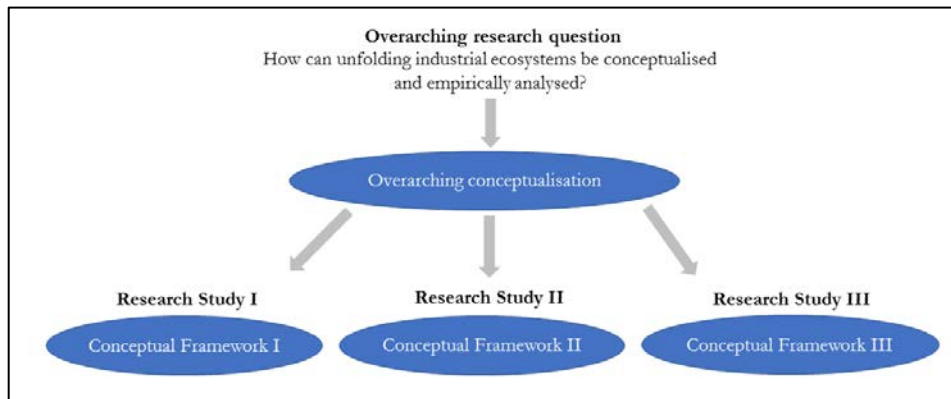 Overarching research question
How can unfolding industrial ecosystems be conceptualised
and empirically analysed?
Overarching conceptualisation
Research Study I
Research Study II
Research Study III
Conceptual Framework I
Conceptual Framework II
Conceptual Framework III